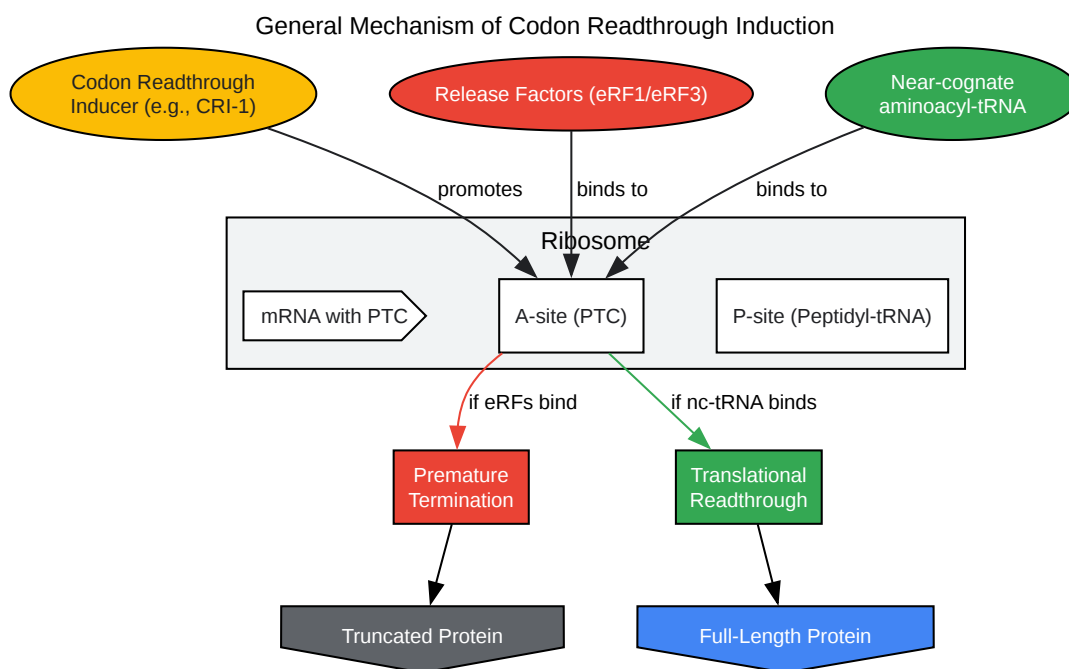 General Mechanism of Codon Readthrough Induction
Codon Readthrough
Inducer (e.g., CRI-1)
Release Factors (eRF1/eRF3)
Near-cognate
aminoacyl-tRNA
promotes
binds to
binds to
Ribosome
mRNA with PTC
A-site (PTC)
P-site (Peptidyl-tRNA)
if eRFs bind
if nc-tRNA binds
Premature
Termination
Translational
Readthrough
Truncated Protein
Full-Length Protein